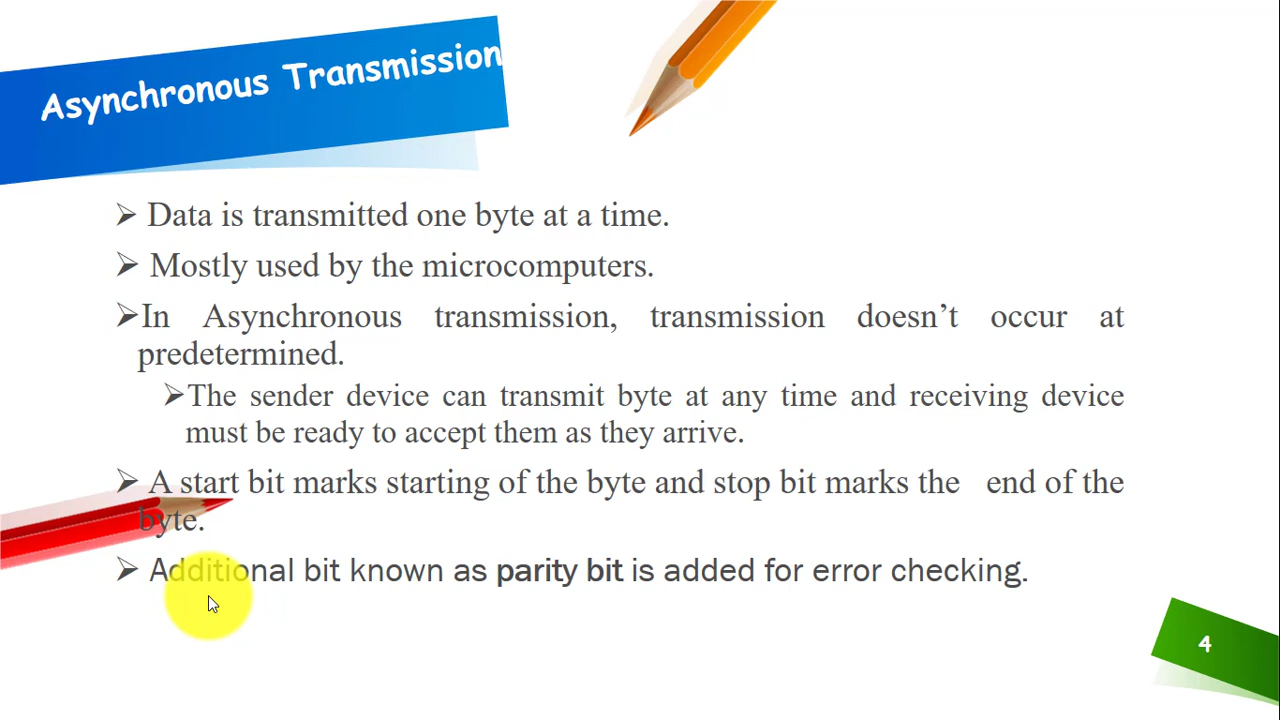 Asynchronous Transmission
➢ Data is transmitted one byte at a time.
➢ Mostly used by the microcomputers.
➢In Asynchronous transmission, transmission doesn’t occur at
predetermined.
➢The sender device can transmit byte at any time and receiving device
must be ready to accept them as they arrive.
➢ A start bit marks starting of the byte and stop bit marks the end of the
byte.
➢ Additional bit known as parity bit is added for error checking.
4